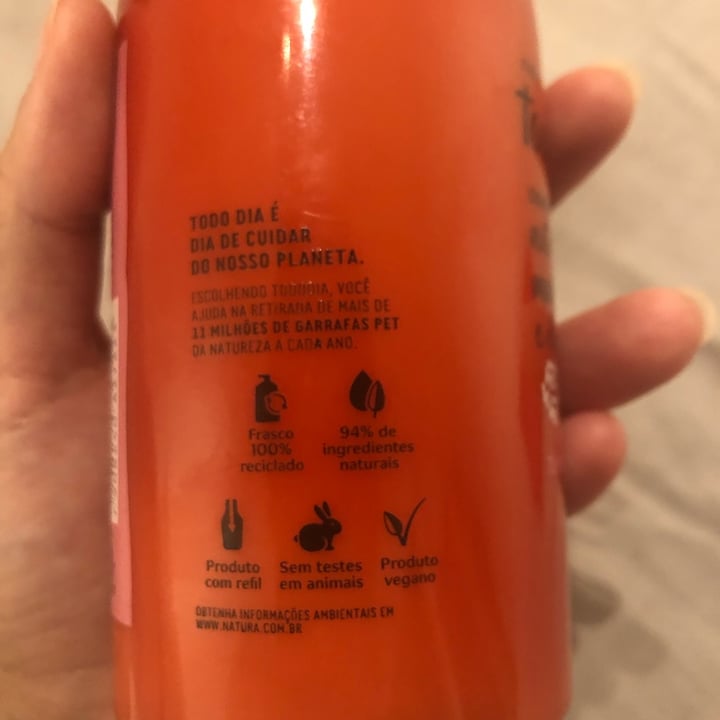 TODO DIA É
DIA DE CUIDAR
DO NOSSO PLANETA.
ESCOLHENDO TODODIA, VOCÊ
AJUDA NA RETIRADA DE MAIS DE
11 MILHÕES DE GARRAFAS PET
DA NATUREZA A CADA ANO.
Frasco
100%
reciclado
94% de
ingredientes
naturais
Produto
com refil
Sem testes
em animais
Produto
vegano
OBTENHA INFORMAÇÕES AMBIENTAIS EM
WWW.NATURA.COM.BR